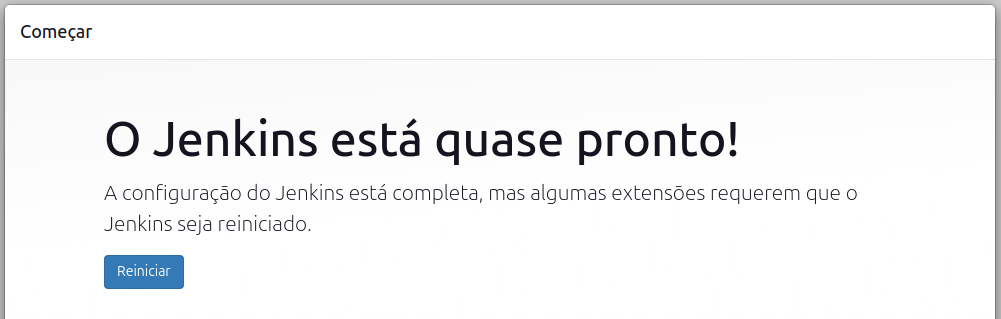 Começar
O Jenkins está quase pronto!
A configuração do Jenkins está completa, mas algumas extensões requerem que o
Jenkins seja reiniciado.
Reiniciar